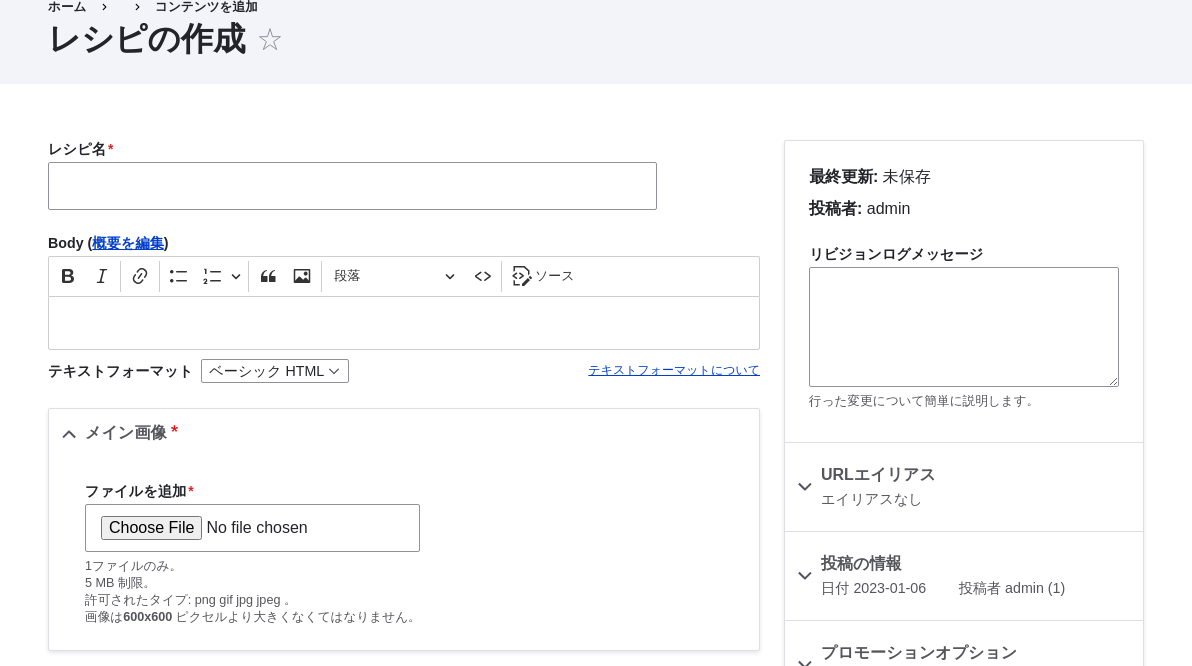 ホーム › › コンテンツを追加
レシピの作成 ☆
レシピ名*
Body (概要を編集)
B I 段落 ソース
テキストフォーマット ベーシック HTML テキストフォーマットについて
メイン画像 *
ファイルを追加*
Choose File No file chosen
1ファイルのみ。
5 MB 制限。
許可されたタイプ: png gif jpg jpeg 。
画像は600x600 ピクセルより大きくなくてはなりません。
最終更新: 未保存
投稿者: admin
リビジョンログメッセージ
行った変更について簡単に説明します。
URLエイリアス
エイリアスなし
投稿の情報
日付 2023-01-06 投稿者 admin (1)
プロモーションオプション